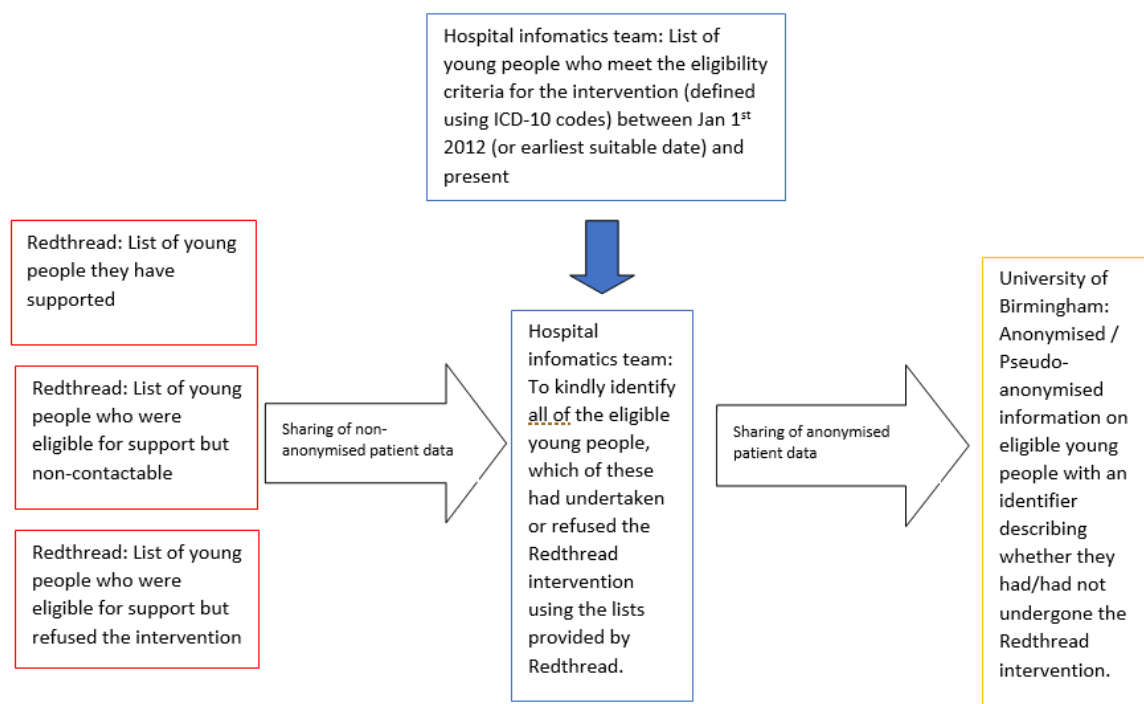 Hospital infomatics team: List of
young people who meet the eligibility
criteria for the intervention (defined
using ICD-10 codes) between Jan 1st
2012 (or earliest suitable date) and
present
Redthread: List of young
people they have
supported
Redthread: List of young
people who were
eligible for support but
non-contactable
Redthread: List of young
people who were
eligible for support but
refused the intervention
Sharing of non-
anonymised patient data
Hospital
infomatics team:
To kindly identify
all of the eligible
young people,
which of these
had undertaken
or refused the
Redthread
intervention
using the lists
provided by
Redthread.
Sharing of anonymised
patient data
University of
Birmingham:
Anonymised /
Pseudo-
anonymised
information on
eligible young
people with an
identifier
describing
whether they
had/had not
undergone the
Redthread
intervention.